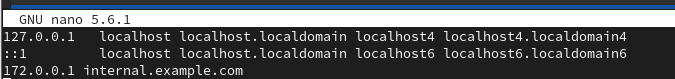 GNU nano 5.6.1
127.0.0.1   localhost localhost.localdomain localhost4 localhost4.localdomain4
::1         localhost localhost.localdomain localhost6 localhost6.localdomain6
172.0.0.1 internal.example.com